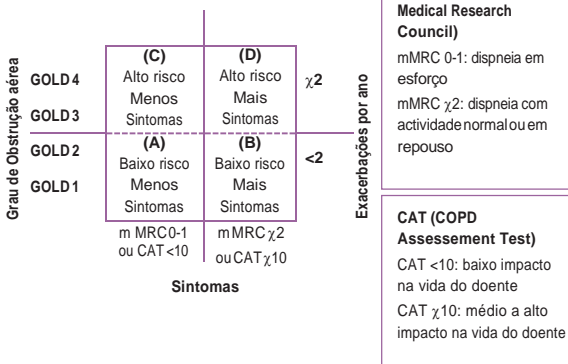 Grau de Obstrução aérea
GOLD 4
GOLD 3
GOLD 2
GOLD 1
(C)
Alto risco
Menos
Sintomas
(D)
Alto risco
Mais
Sintomas
(A)
Baixo risco
Menos
Sintomas
(B)
Baixo risco
Mais
Sintomas
χ2
<2
Exacerbações por ano
m MRC 0-1
ou CAT <10
m MRC χ2
ou CAT χ10
Sintomas
Medical Research
Council)
mMRC 0-1: dispneia em
esforço
mMRC χ2: dispneia com
actividade normal ou em
repouso
CAT (COPD
Assessement Test)
CAT <10: baixo impacto
na vida do doente
CAT χ10: médio a alto
impacto na vida do doente